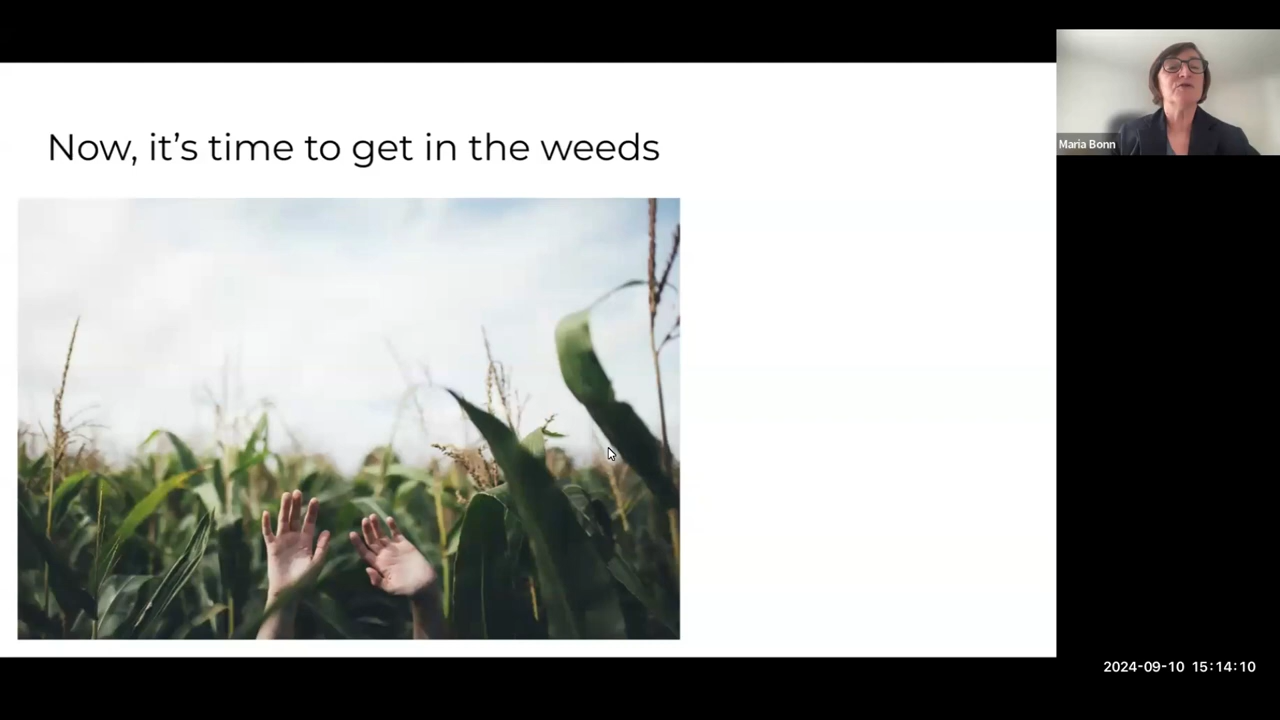 Now, it’s time to get in the weeds
Maria Bonn
2024-09-10 15:14:10